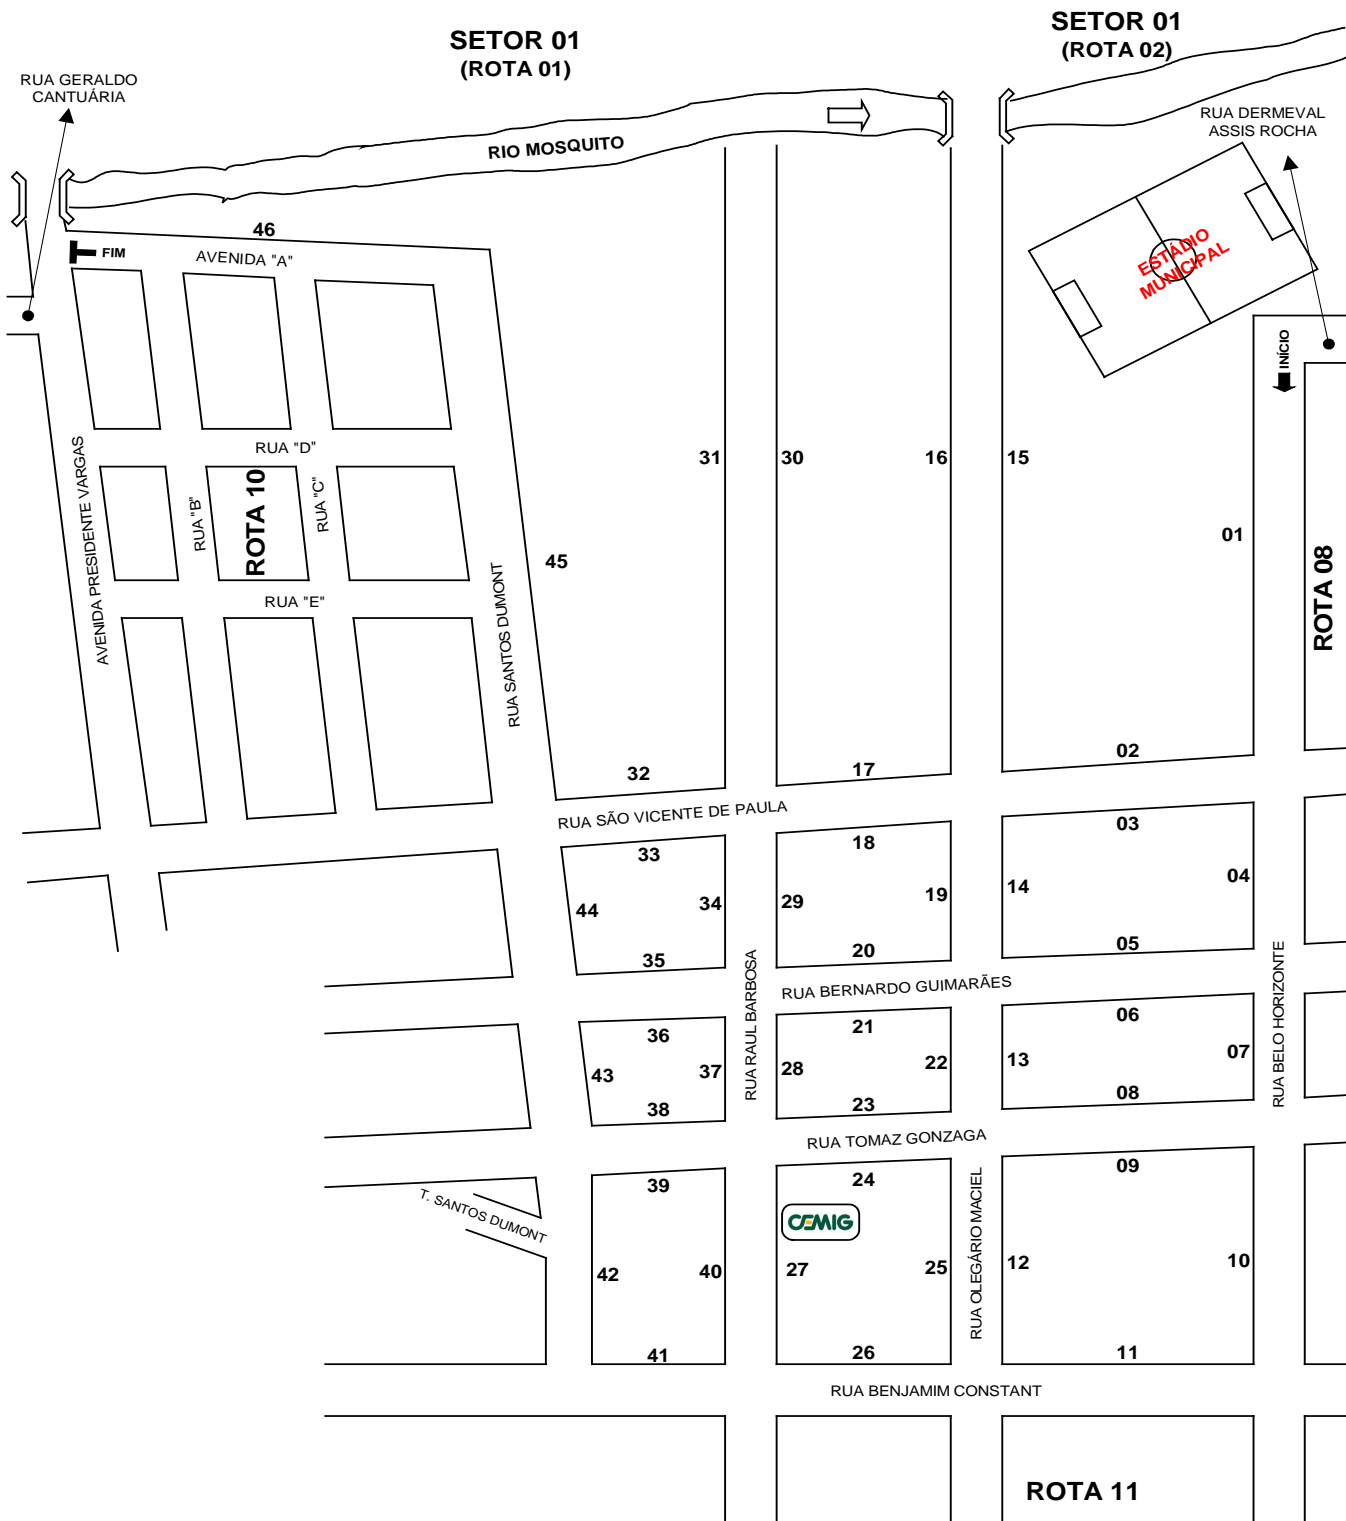 SETOR 01
(ROTA 01)
SETOR 01
(ROTA 02)
RUA GERALDO
CANTUÁRIA
RUA DERMEVAL
ASSIS ROCHA
RIO MOSQUITO
46
FIM
AVENIDA "A"
ESTÁDIO
MUNICIPAL
INÍCIO
RUA "D"
31
30
16
15
AVENIDA PRESIDENTE VARGAS
RUA "B"
ROTA 10
RUA "C"
01
45
RUA "E"
RUA SANTOS DUMONT
ROTA 08
32
17
02
RUA SÃO VICENTE DE PAULA
33
18
03
44
34
29
19
14
04
35
20
05
RUA BERNARDO GUIMARÃES
RUA RAUL BARBOSA
RUA BELO HORIZONTE
36
21
06
43
37
28
22
13
07
38
23
08
RUA TOMAZ GONZAGA
39
24
09
T. SANTOS DUMONT
CEMIG
RUA OLEGÁRIO MACIEL
42
40
27
25
12
10
41
26
11
RUA BENJAMIM CONSTANT
ROTA 11